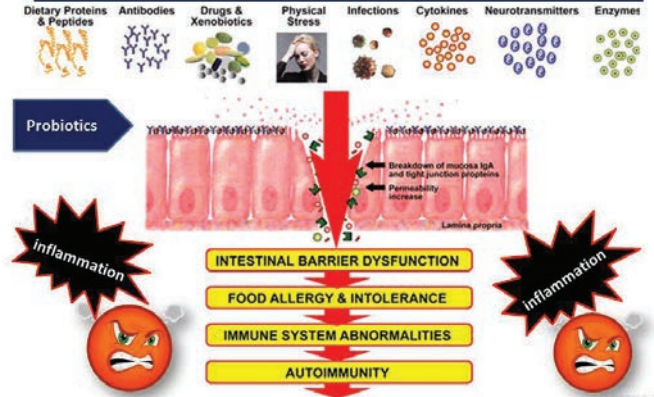 Dietary Proteins
& Peptides
Antibodies
Drugs &
Xenobiotics
Physical
Stress
Infections
Cytokines
Neurotransmitters
Enzymes
Probiotics
Breakdown of mucosa IgA
and tight junction propteins
Permeability
increase
Lamina propria
inflammation
inflammation
INTESTINAL BARRIER DYSFUNCTION
FOOD ALLERGY & INTOLERANCE
IMMUNE SYSTEM ABNORMALITIES
AUTOIMMUNITY